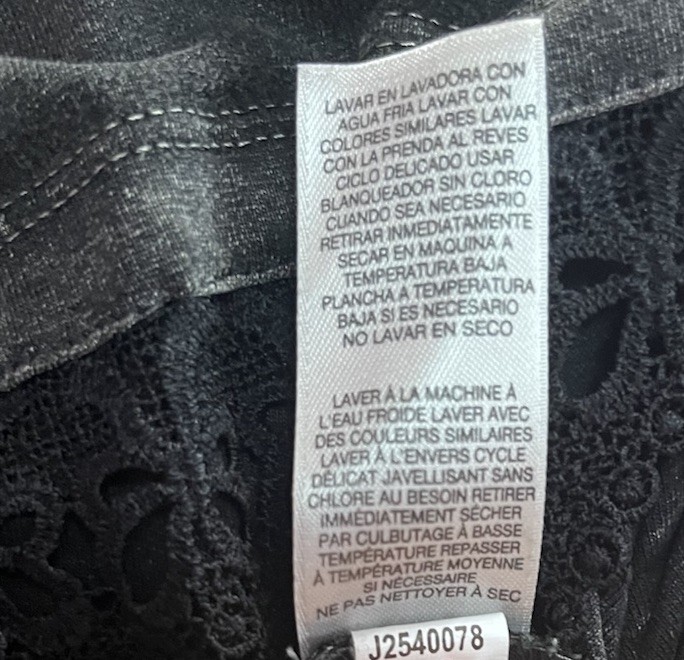 LAVAR EN LAVADORA CON
AGUA FRIA LAVAR CON
COLORES SIMILARES LAVAR
CON LA PRENDA AL REVES
CICLO DELICADO USAR
BLANQUEADOR SIN CLORO
CUANDO SEA NECESARIO
RETIRAR INMEDIATAMENTE
SECAR EN MAQUINA A
TEMPERATURA BAJA
PLANCHA A TEMPERATURA
BAJA SI ES NECESARIO
NO LAVAR EN SECO
LAVER À LA MACHINE À
L'EAU FROIDE LAVER AVEC
DES COULEURS SIMILAIRES
LAVER À L'ENVERS CYCLE
DÉLICAT JAVELLISANT SANS
CHLORE AU BESOIN RETIRER
IMMÉDIATEMENT SÉCHER
PAR CULBUTAGE À BASSE
TEMPÉRATURE REPASSER
À TEMPÉRATURE MOYENNE
SI NÉCESSAIRE
NE PAS NETTOYER À SEC
J2540078